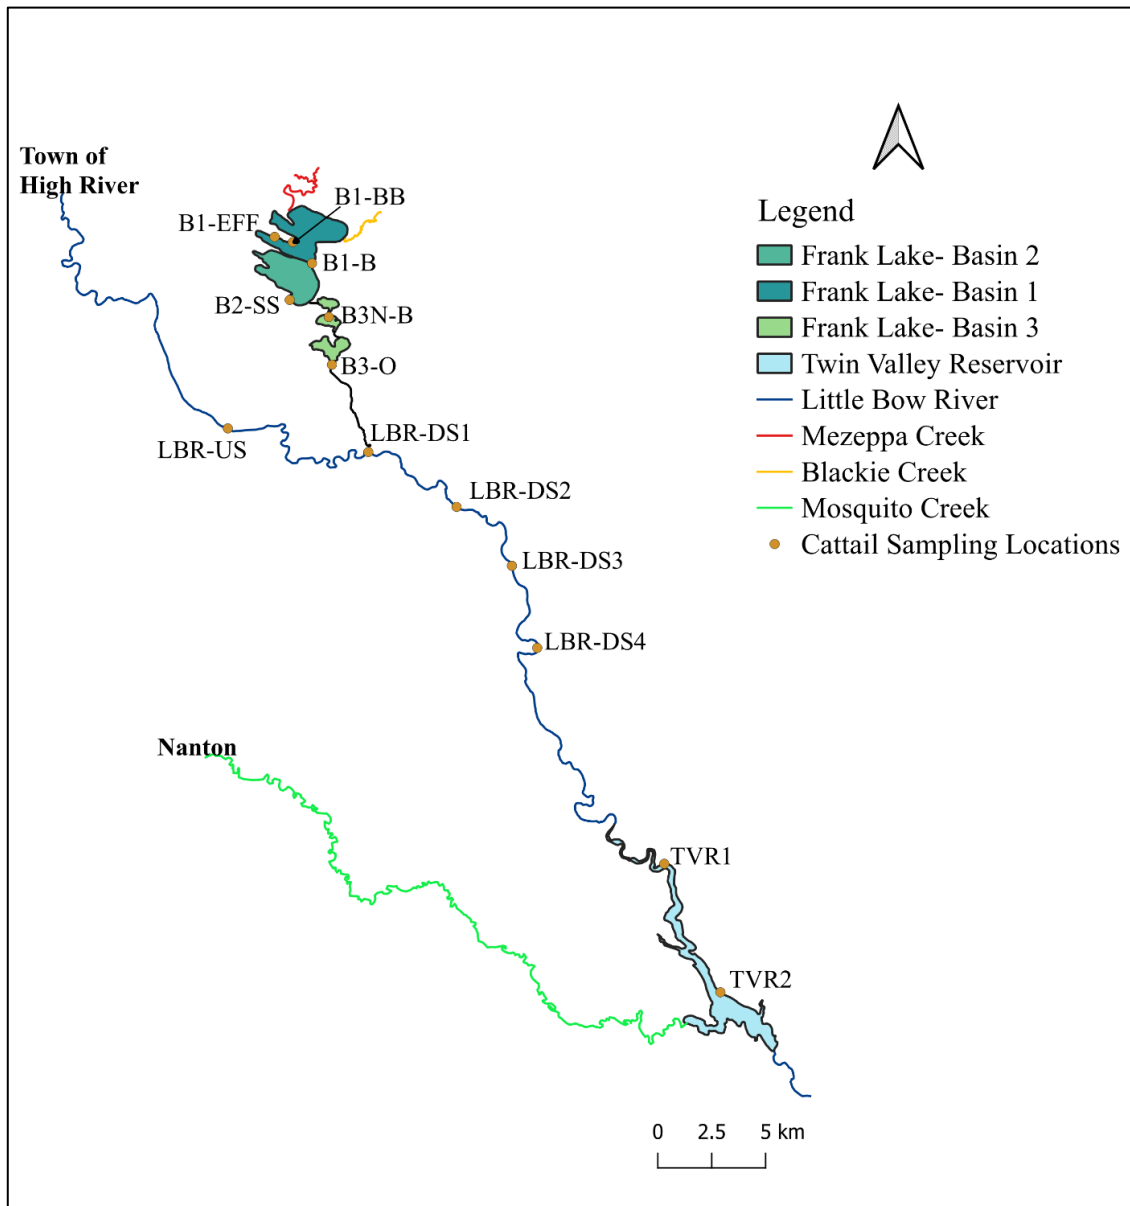 Town of
High River
B1-BB
B1-EFF
B1-B
B2-SS
B3N-B
B3-O
LBR-US
LBR-DS1
LBR-DS2
LBR-DS3
LBR-DS4
Nanton
TVR1
TVR2
Legend
Frank Lake- Basin 2
Frank Lake- Basin 1
Frank Lake- Basin 3
Twin Valley Reservoir
Little Bow River
Mezeppa Creek
Blackie Creek
Mosquito Creek
Cattail Sampling Locations
0 2.5 5 km